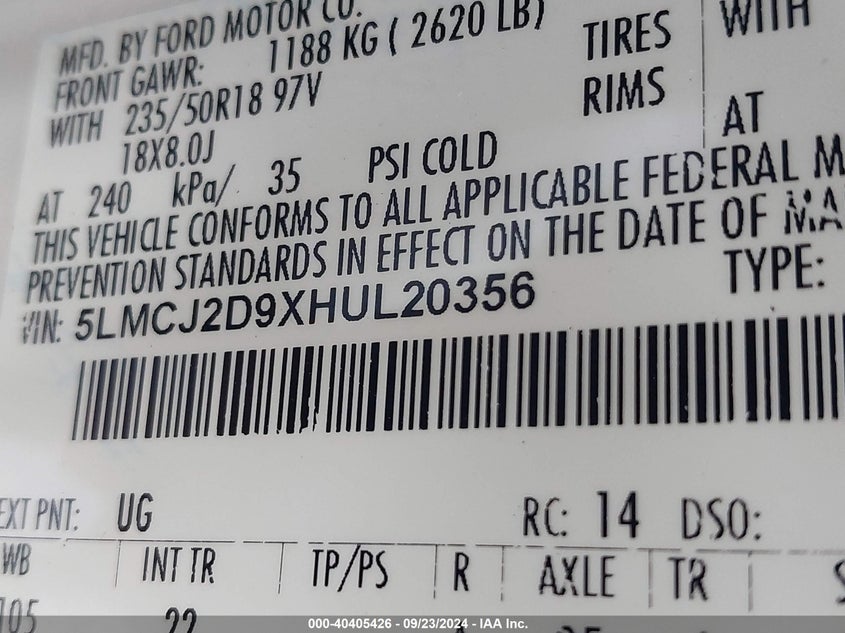 MFD. BY FORD MOTOR CO.
FRONT GAWR: 1188 KG ( 2620 LB)
WITH 235/50R18 97V TIRES WITH
18X8.0J RIMS
AT 240 kPa/ 35 PSI COLD AT
THIS VEHICLE CONFORMS TO ALL APPLICABLE FEDERAL M
PREVENTION STANDARDS IN EFFECT ON THE DATE OF MA
VIN: 5LMCJ2D9XHUL20356 TYPE:
EXT PNT: UG RC: 14 DSO:
WB INT TR TP/PS R AXLE TR S
105 22
000-40405426 - 09/23/2024 - IAA Inc.